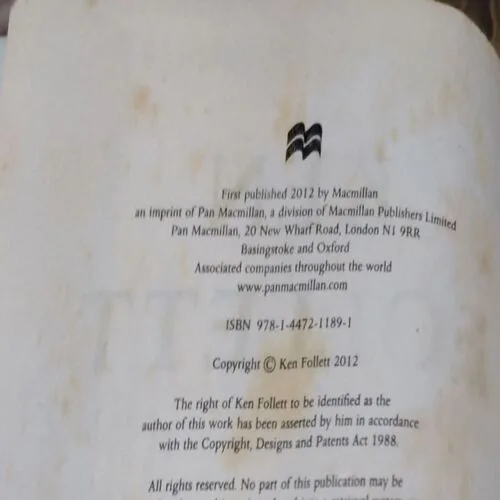 First published 2012 by Macmillan
an imprint of Pan Macmillan, a division of Macmillan Publishers Limited
Pan Macmillan, 20 New Wharf Road, London N1 9RR
Basingstoke and Oxford
Associated companies throughout the world
www.panmacmillan.com
ISBN 978-1-4472-1189-1
Copyright © Ken Follett 2012
The right of Ken Follett to be identified as the
author of this work has been asserted by him in accordance
with the Copyright, Designs and Patents Act 1988.
All rights reserved. No part of this publication may be